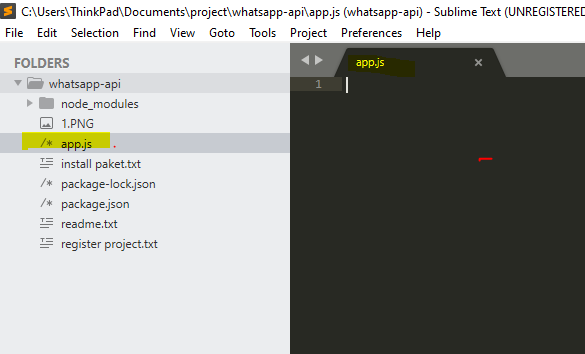 C:\Users\ThinkPad\Documents\project\whatsapp-api\app.js (whatsapp-api) - Sublime Text (UNREGISTERED
File Edit Selection Find View Goto Tools Project Preferences Help
FOLDERS
whatsapp-api
node_modules
1.PNG
app.js
install paket.txt
package-lock.json
package.json
readme.txt
register project.txt
app.js
1